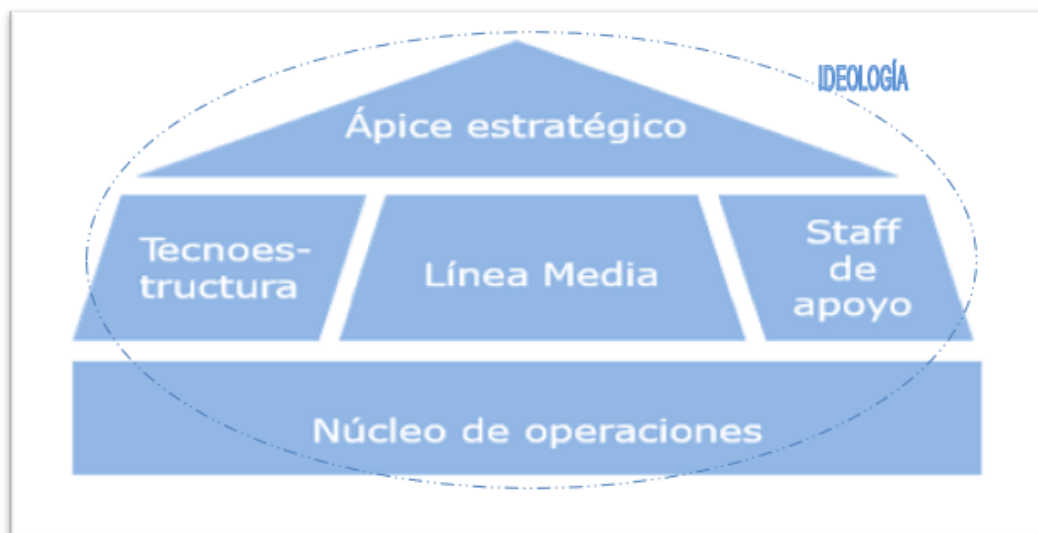 IDEOLOGÍA
Ápice estratégico
Tecnoes-
tructura
Línea Media
Staff
de
apoyo
Núcleo de operaciones